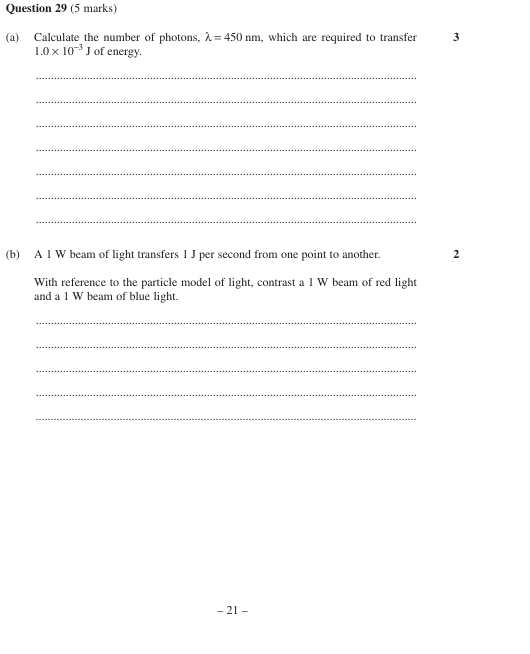 Question 29 (5 marks)
(a) Calculate the number of photons, λ = 450 nm, which are required to transfer 3
1.0 × 10⁻³ J of energy.
(b) A 1 W beam of light transfers 1 J per second from one point to another. 2
With reference to the particle model of light, contrast a 1 W beam of red light
and a 1 W beam of blue light.
– 21 –